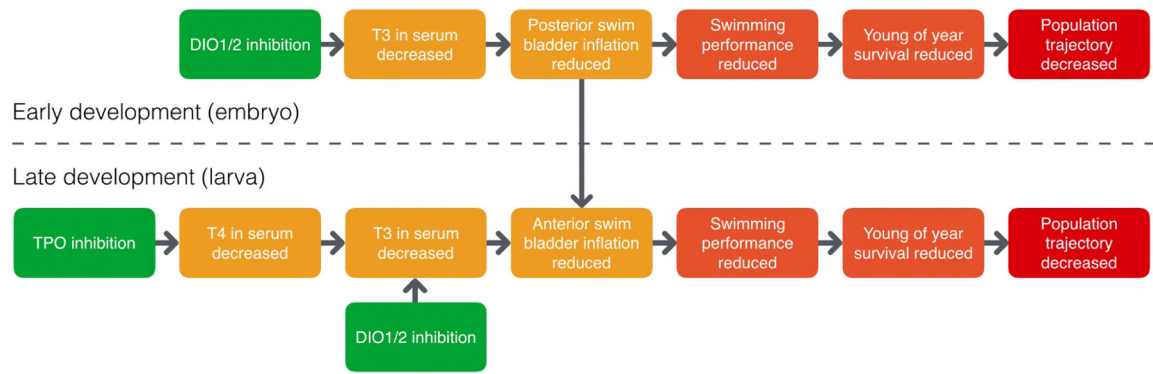 DIO1/2 inhibition
T3 in serum
decreased
Posterior swim
bladder inflation
reduced
Swimming
performance
reduced
Young of year
survival reduced
Population
trajectory
decreased
Early development (embryo)
Late development (larva)
TPO inhibition
T4 in serum
decreased
T3 in serum
decreased
Anterior swim
bladder inflation
reduced
Swimming
performance
reduced
Young of year
survival reduced
Population
trajectory
decreased
DIO1/2 inhibition